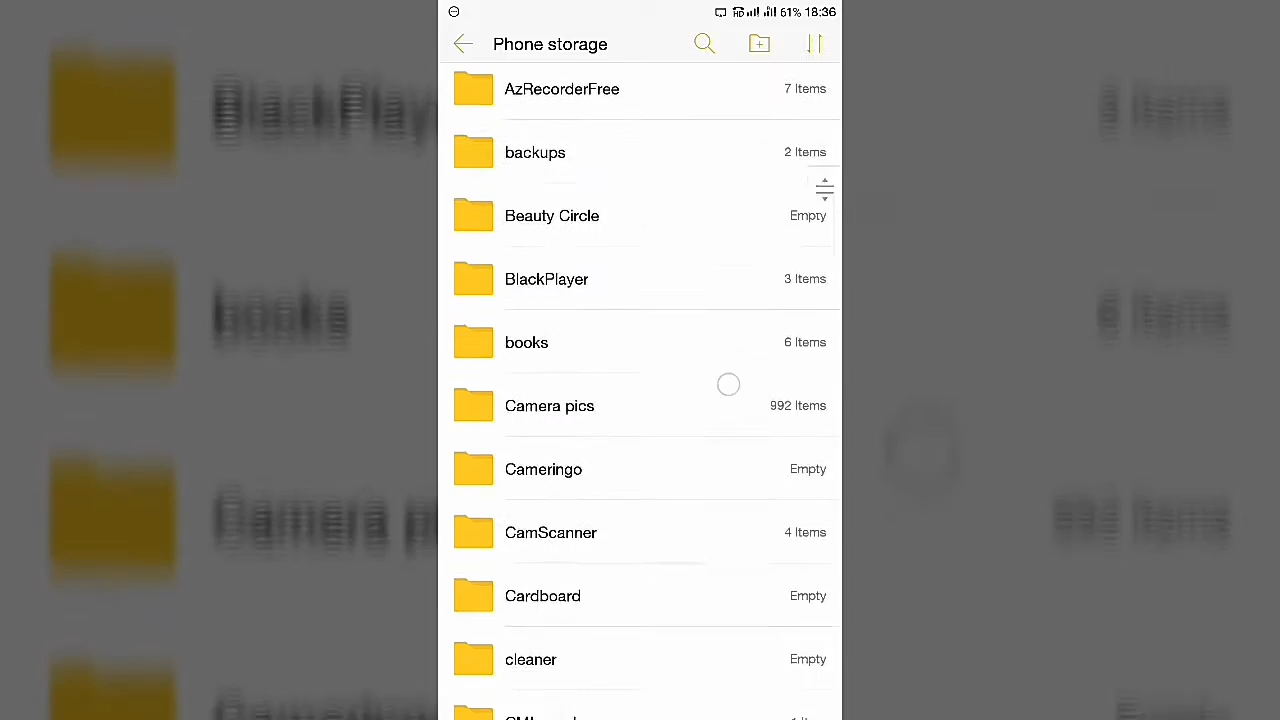 HD 61% 18:36
Phone storage
AzRecorderFree 7 Items
backups 2 Items
Beauty Circle Empty
BlackPlayer 3 Items
books 6 Items
Camera pics 992 Items
Cameringo Empty
CamScanner 4 Items
Cardboard Empty
cleaner Empty